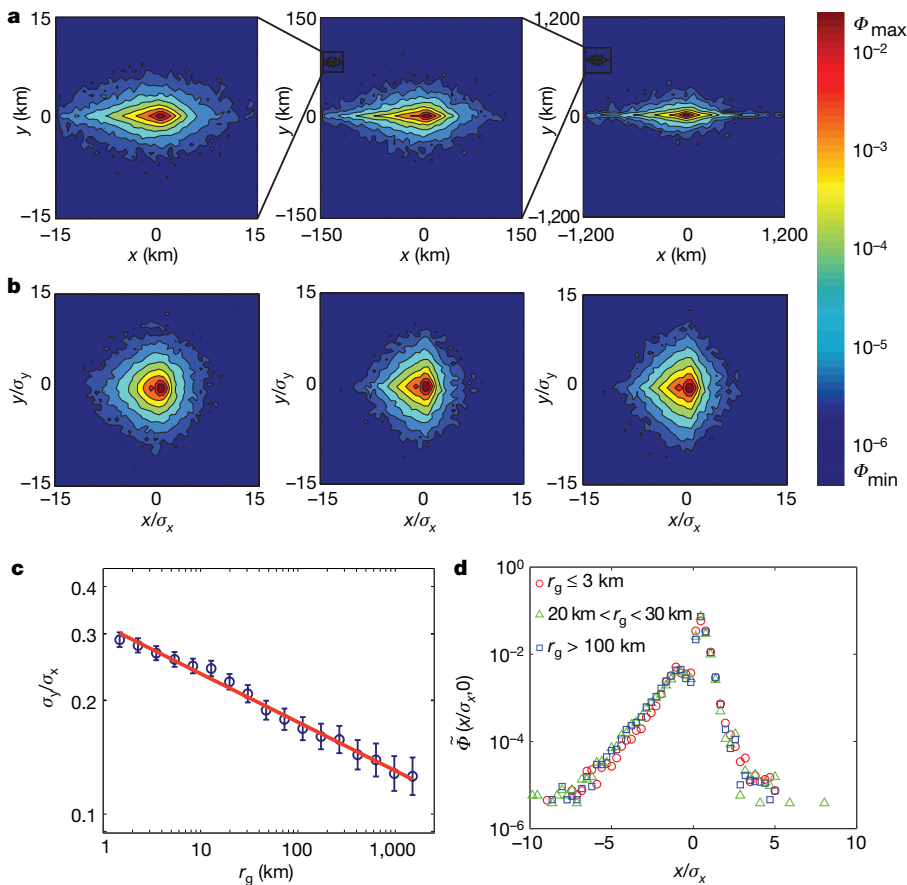 a
15
y (km)
0
−15
−15
0
15
x (km)
150
y (km)
0
−150
−150
0
150
x (km)
1,200
y (km)
0
−1,200
−1,200
0
1,200
x (km)
Φmax
10−2
10−3
10−4
10−5
10−6
Φmin
b
15
y/σy
0
−15
−15
0
15
x/σx
15
y/σy
0
−15
−15
0
15
x/σx
15
y/σy
0
−15
−15
0
15
x/σx
c
0.4
0.3
0.2
0.1
σy/σx
1
10
100
1,000
rg (km)
d
100
10−2
10−4
10−6
Φ̃ (x/σx,0)
rg ≤ 3 km
20 km < rg < 30 km
rg > 100 km
−10
−5
0
5
10
x/σx